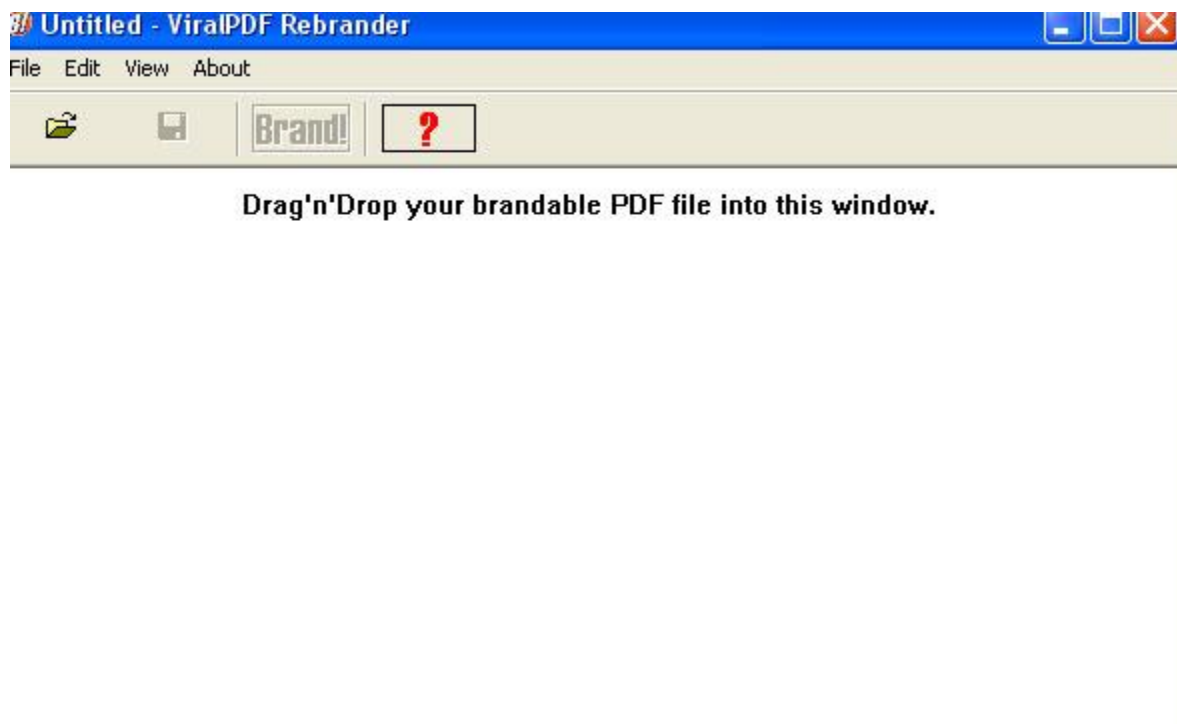 Untitled - ViralPDF Rebrander
File Edit View About
Brand! ?
Drag'n'Drop your brandable PDF file into this window.